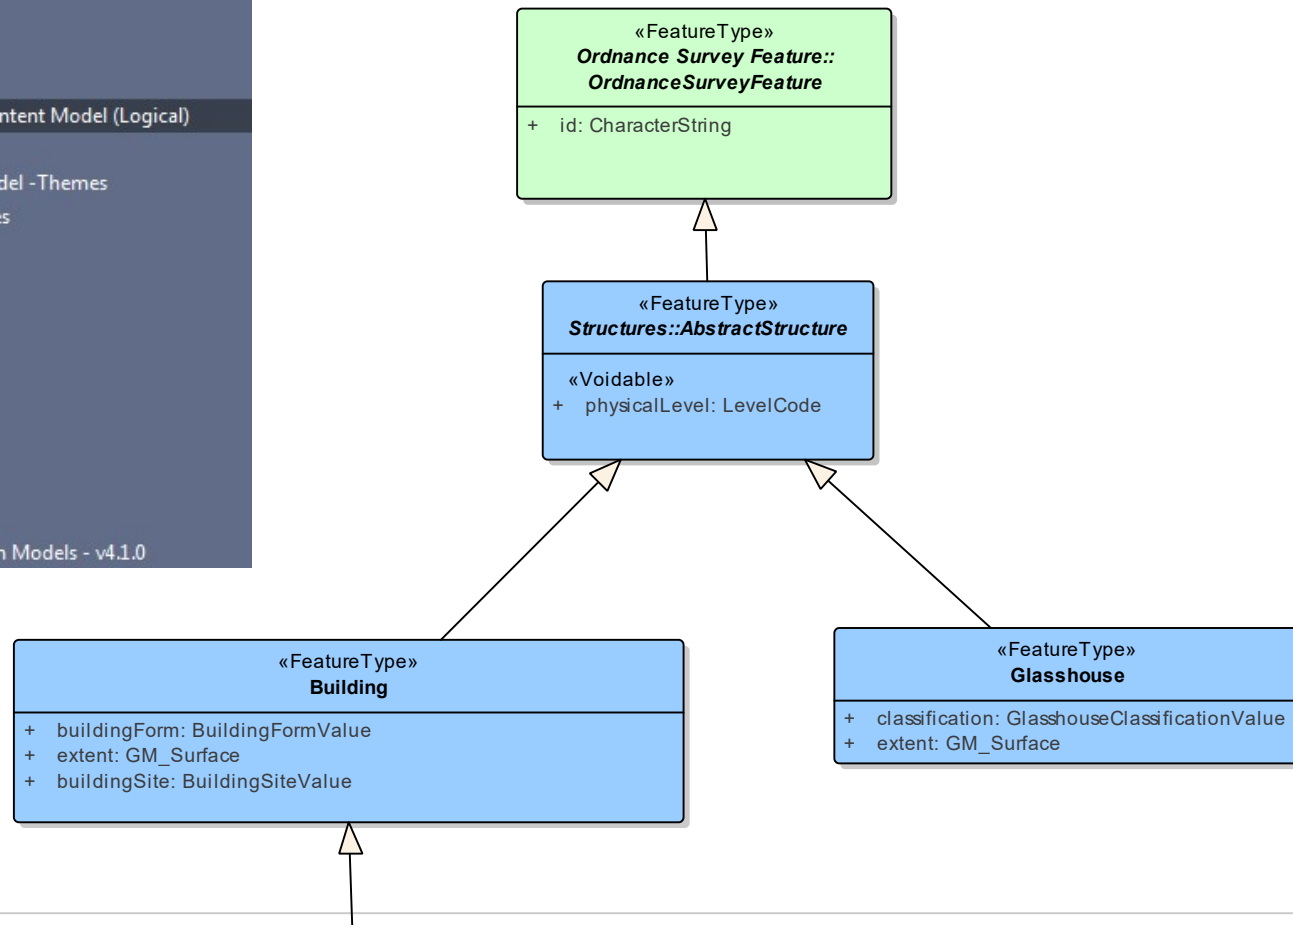 ntent Model (Logical)
del -Themes
es
n Models - v4.1.0
«FeatureType»
Ordnance Survey Feature::
OrdnanceSurveyFeature
+ id: CharacterString
«FeatureType»
Structures::AbstractStructure
«Voidable»
+ physicalLevel: LevelCode
«FeatureType»
Building
+ buildingForm: BuildingFormValue
+ extent: GM_Surface
+ buildingSite: BuildingSiteValue
«FeatureType»
Glasshouse
+ classification: GlasshouseClassificationValue
+ extent: GM_Surface